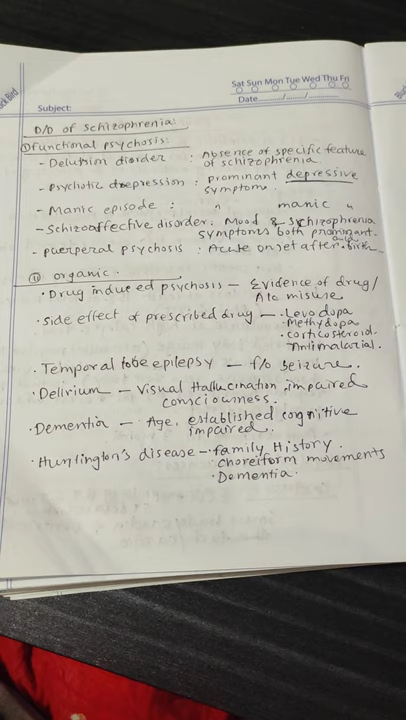 Sat Sun Mon Tue Wed Thu Fri
Date ......../......../........
Subject:
D/D of schizophrenia:
① functional psychosis:
- Delutiim disorder : Absence of specific feature
of schizophrenia.
- psychotic dzepression : prominant depressive
symptoms.
- Manic episode : " manic "
- schizoaffective disorder : Mood & Schizophrenia
symptoms both prominant.
- puerperal psychosis : Acute onset after child birth
② organic.
• Drug induced psychosis – Evidence of drug/
Alc misuse
• side effect of prescribed drug – • Levodopa
- Methydopa
• corticosteroid.
• Antimalarial.
• Temporal lobe epilepsy – f/o seizure.
• Delirium – Visual Hallucination, impaired
consciousness.
• Dementia – Age, established cognitive
impaired.
• Huntington's disease – • family History.
• choreiform movements
• Dementia.